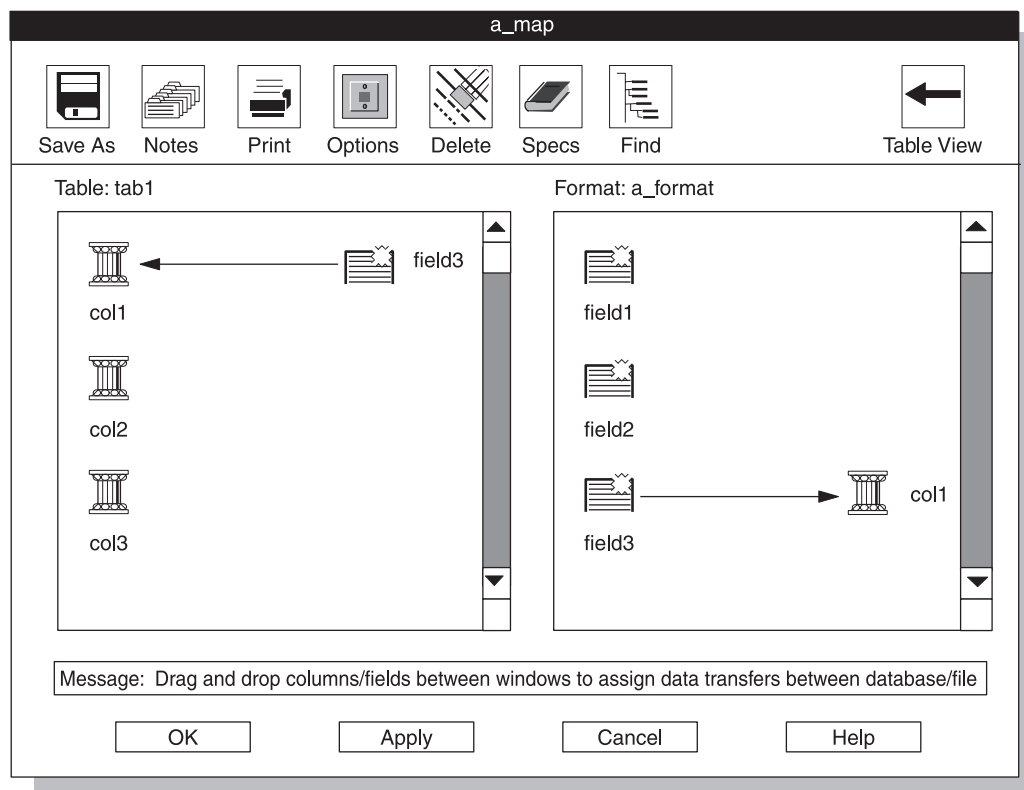 a_map
Save As Notes Print Options Delete Specs Find Table View
Table: tab1
Format: a_format
field3
col1
col2
col3
field1
field2
col1
field3
Message: Drag and drop columns/fields between windows to assign data transfers between database/file
OK Apply Cancel Help